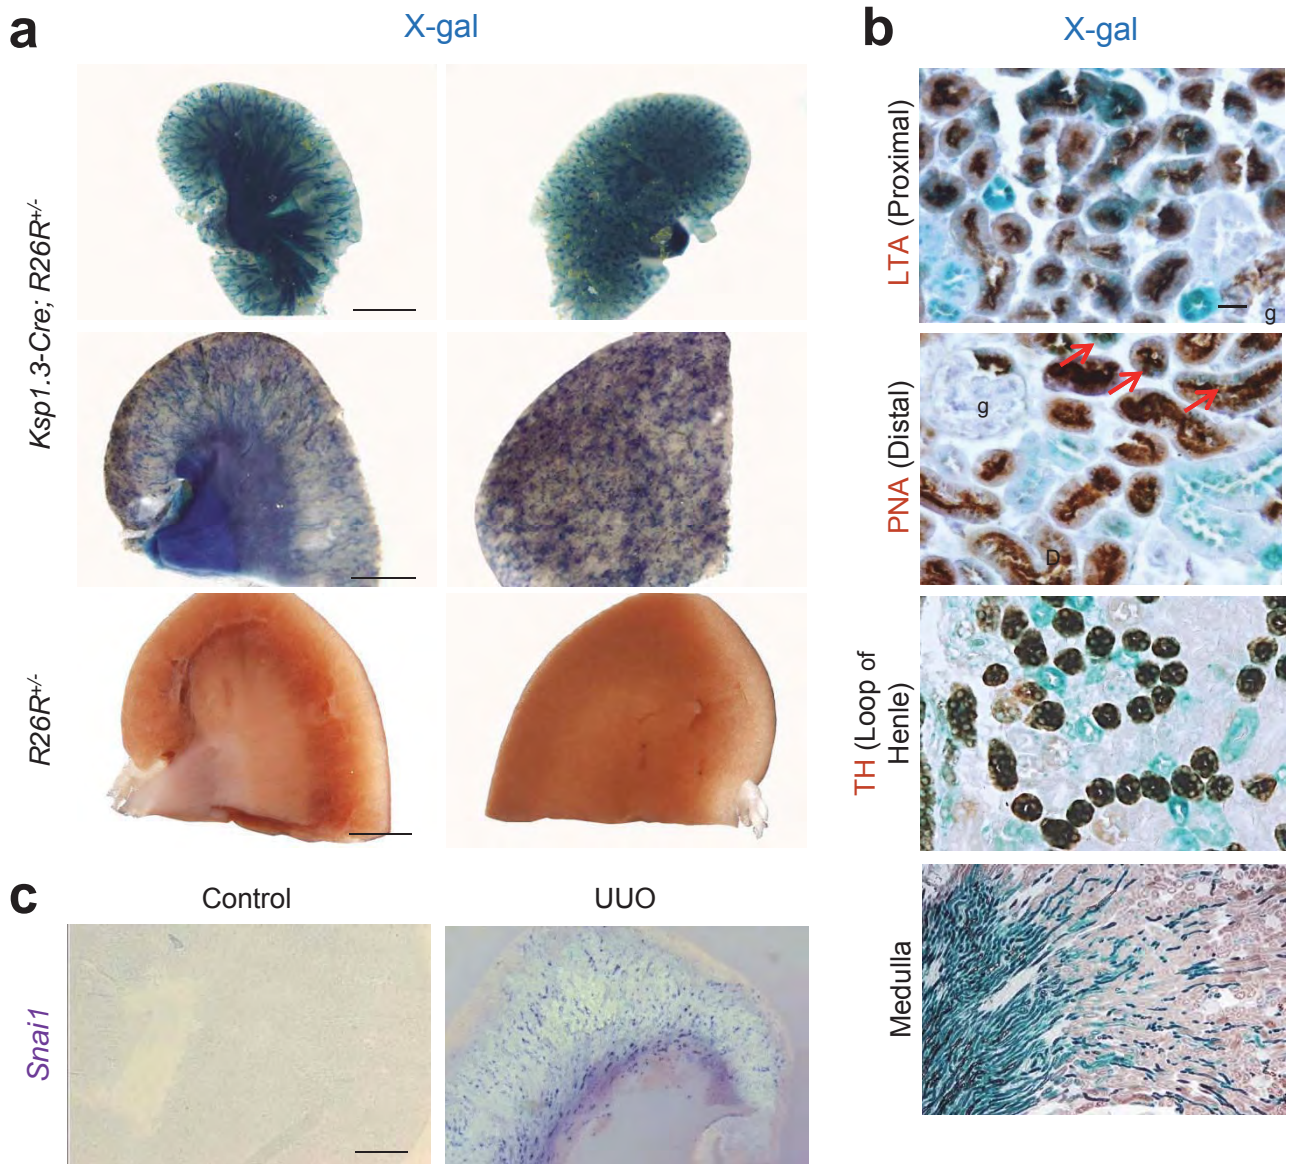 a
X-gal
Ksp1.3-Cre; R26R+/-
R26R+/-
b
X-gal
LTA (Proximal)
g
PNA (Distal)
g
D
TH (Loop of
Henle)
Medulla
c
Control
UUO
Snai1